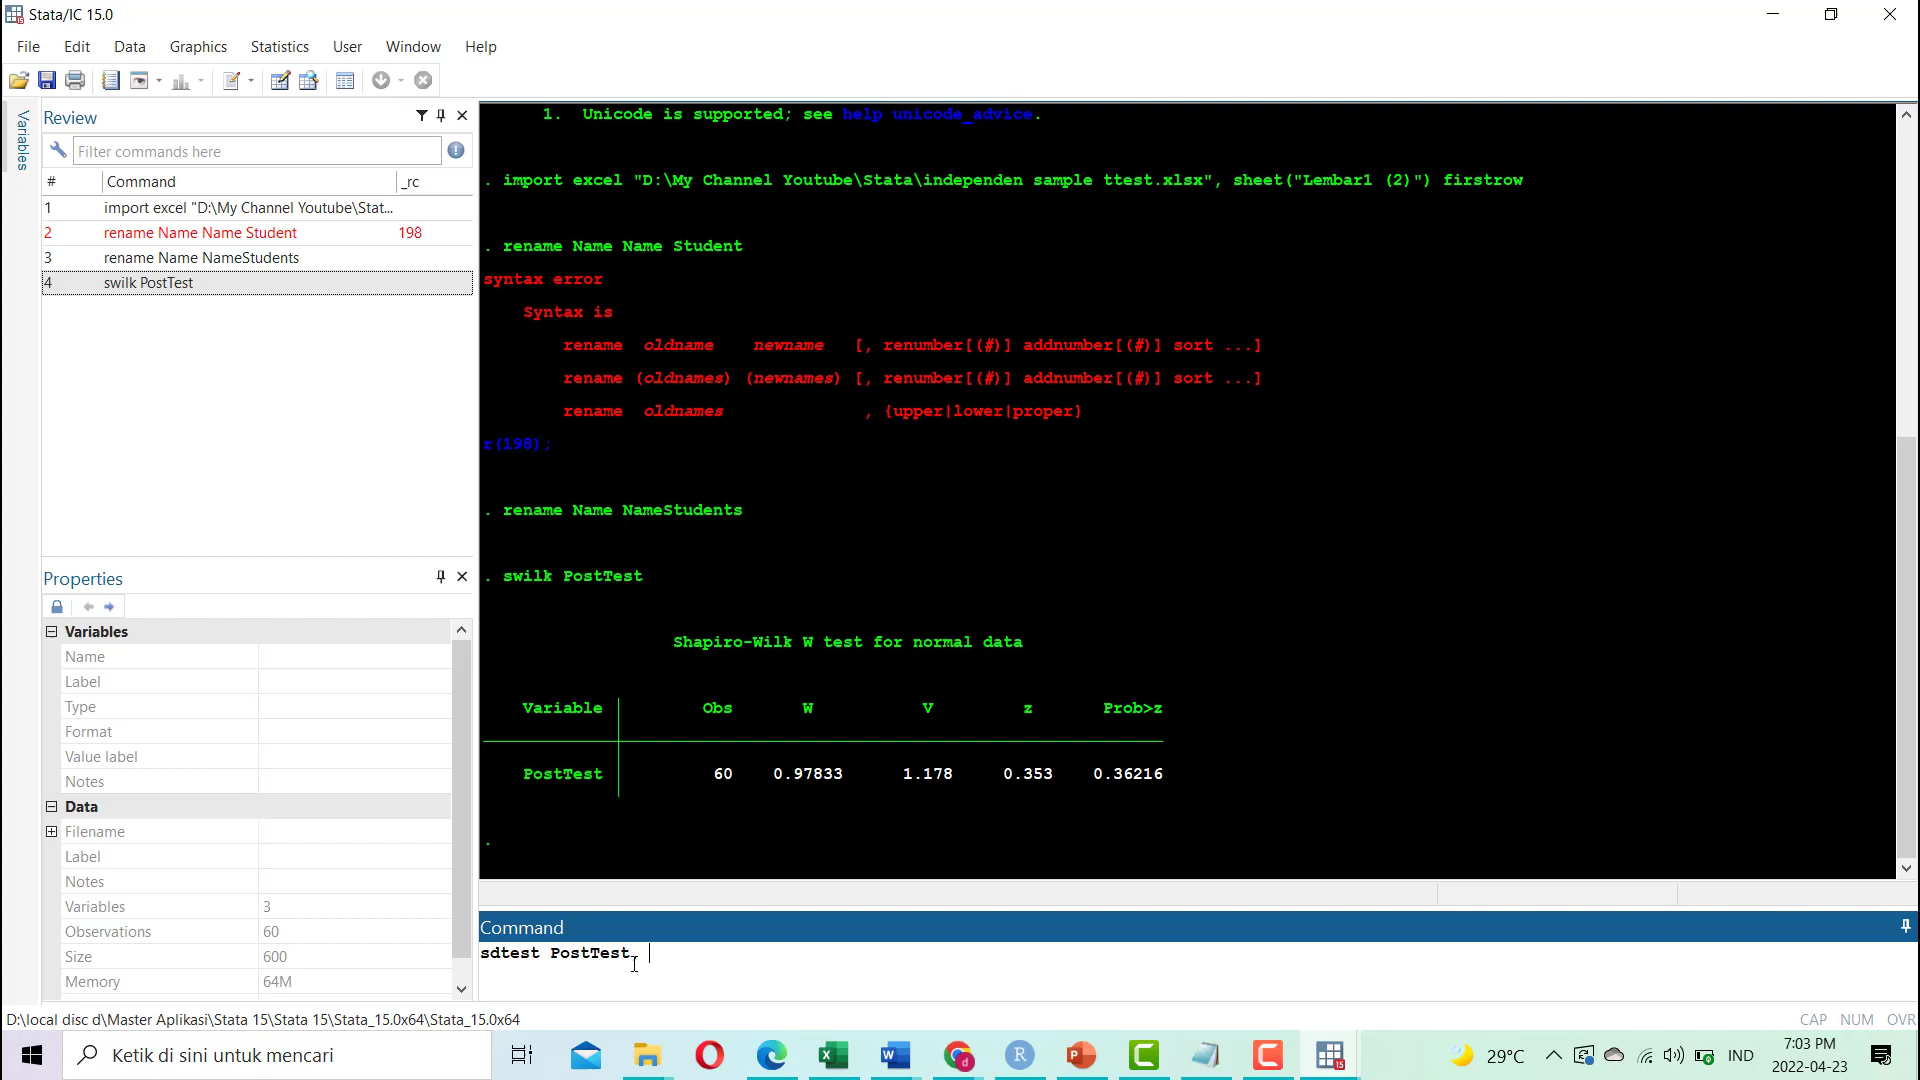 Stata/IC 15.0
File Edit Data Graphics Statistics User Window Help
Variables
Review
Filter commands here
# Command _rc
1 import excel "D:\My Channel Youtube\Stat...
2 rename Name Name Student 198
3 rename Name NameStudents
4 swilk PostTest
Properties
Variables
Name
Label
Type
Format
Value label
Notes
Data
Filename
Label
Notes
Variables 3
Observations 60
Size 600
Memory 64M
1. Unicode is supported; see help unicode_advice.
. import excel "D:\My Channel Youtube\Stata\independen sample ttest.xlsx", sheet("Lembar1 (2)") firstrow
. rename Name Name Student
syntax error
Syntax is
rename oldname newname [, renumber[(#)] addnumber[(#)] sort ...]
rename (oldnames) (newnames) [, renumber[(#)] addnumber[(#)] sort ...]
rename oldnames , {upper|lower|proper}
r(198);
. rename Name NameStudents
. swilk PostTest
Shapiro-Wilk W test for normal data
Variable Obs W V z Prob>z
PostTest 60 0.97833 1.178 0.353 0.36216
.
Command
sdtest PostTest,
D:\local disc d\Master Aplikasi\Stata 15\Stata 15\Stata_15.0x64\Stata_15.0x64
CAP NUM OVR
Ketik di sini untuk mencari
29°C
IND
7:03 PM
2022-04-23